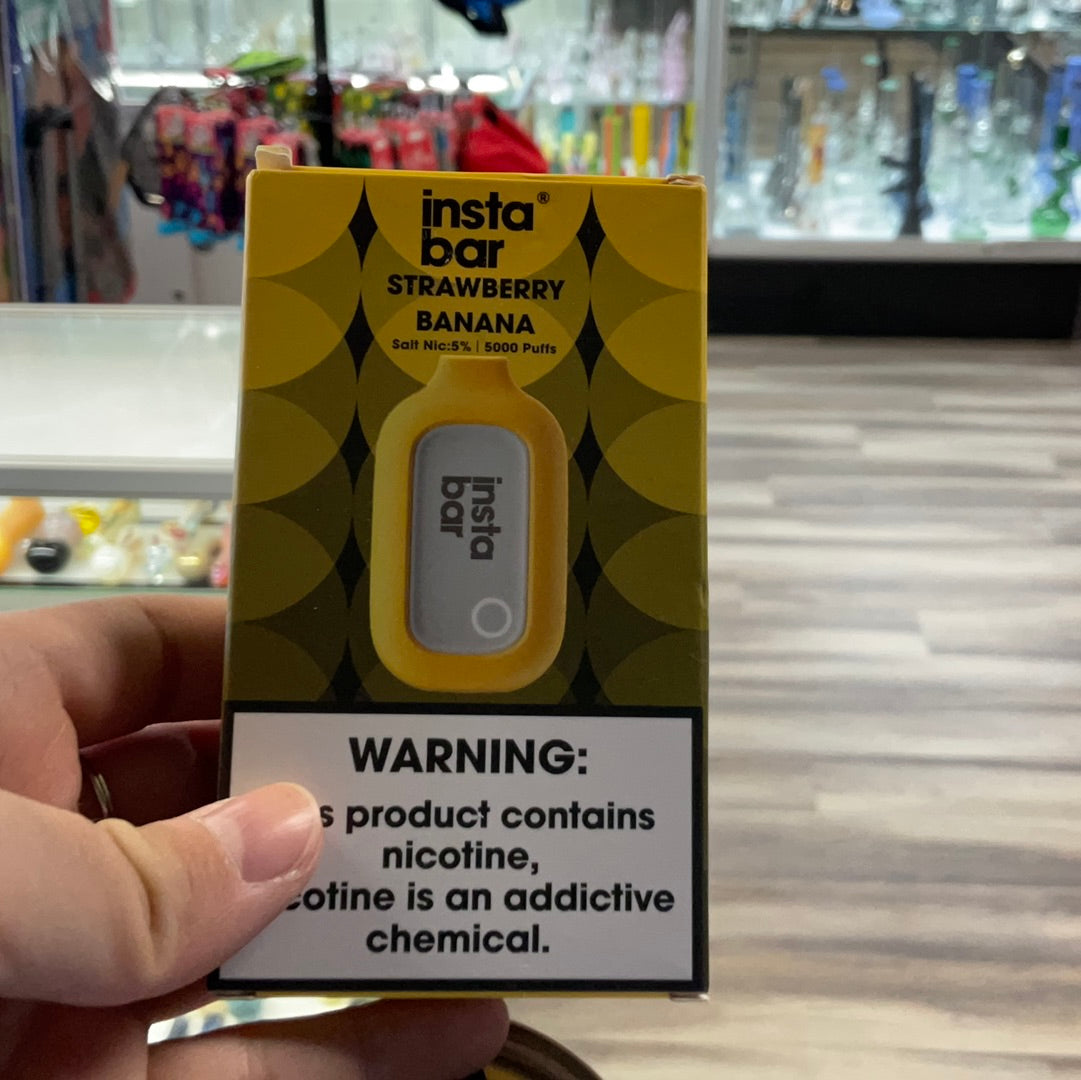 insta®
bar
STRAWBERRY
BANANA
Salt Nic:5% | 5000 Puffs
insta
bar
WARNING:
s product contains
nicotine,
cotine is an addictive
chemical.